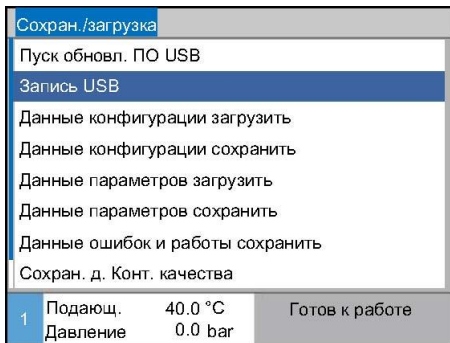 Сохран./загрузка
Пуск обновл. ПО USB
Запись USB
Данные конфигурации загрузить
Данные конфигурации сохранить
Данные параметров загрузить
Данные параметров сохранить
Данные ошибок и работы сохранить
Сохран. д. Конт. качества
1 Подающ. 40.0 °C Готов к работе
Давление 0.0 bar